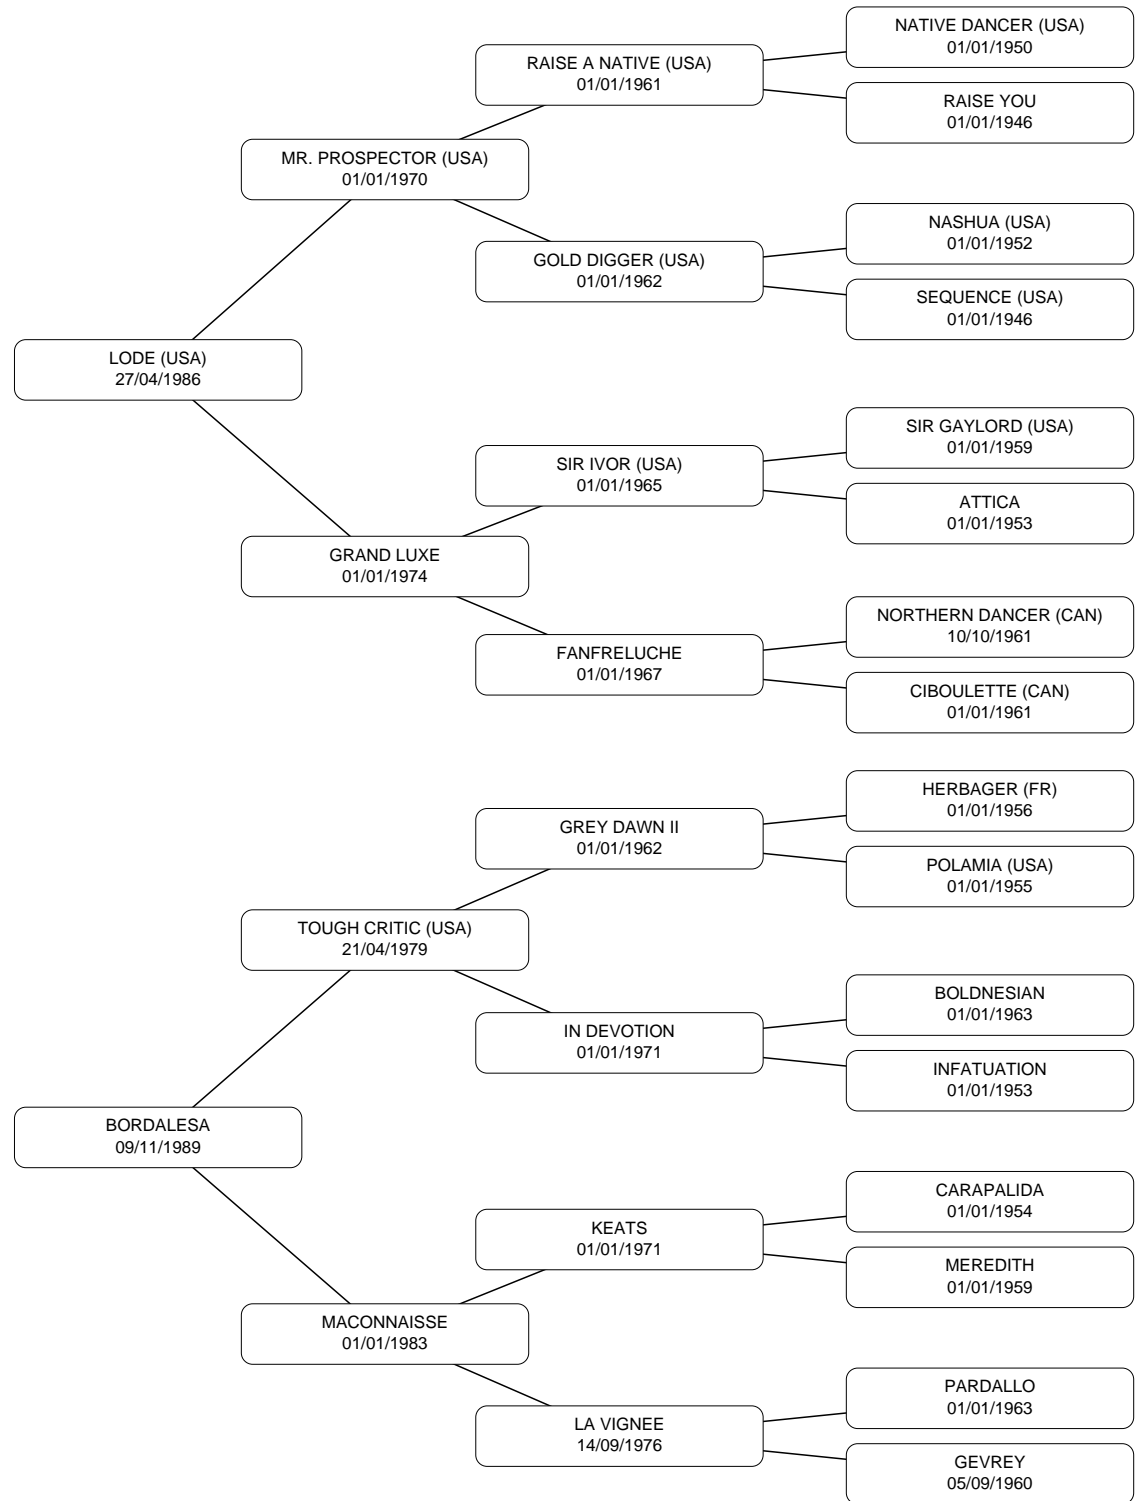 NATIVE DANCER (USA)
01/01/1950
RAISE A NATIVE (USA)
01/01/1961
RAISE YOU
01/01/1946
MR. PROSPECTOR (USA)
01/01/1970
NASHUA (USA)
01/01/1952
GOLD DIGGER (USA)
01/01/1962
SEQUENCE (USA)
01/01/1946
LODE (USA)
27/04/1986
SIR GAYLORD (USA)
01/01/1959
SIR IVOR (USA)
01/01/1965
ATTICA
01/01/1953
GRAND LUXE
01/01/1974
NORTHERN DANCER (CAN)
10/10/1961
FANFRELUCHE
01/01/1967
CIBOULETTE (CAN)
01/01/1961
HERBAGER (FR)
01/01/1956
GREY DAWN II
01/01/1962
POLAMIA (USA)
01/01/1955
TOUGH CRITIC (USA)
21/04/1979
BOLDNESIAN
01/01/1963
IN DEVOTION
01/01/1971
INFATUATION
01/01/1953
BORDALESA
09/11/1989
CARAPALIDA
01/01/1954
KEATS
01/01/1971
MEREDITH
01/01/1959
MACONNAISSE
01/01/1983
PARDALLO
01/01/1963
LA VIGNEE
14/09/1976
GEVREY
05/09/1960